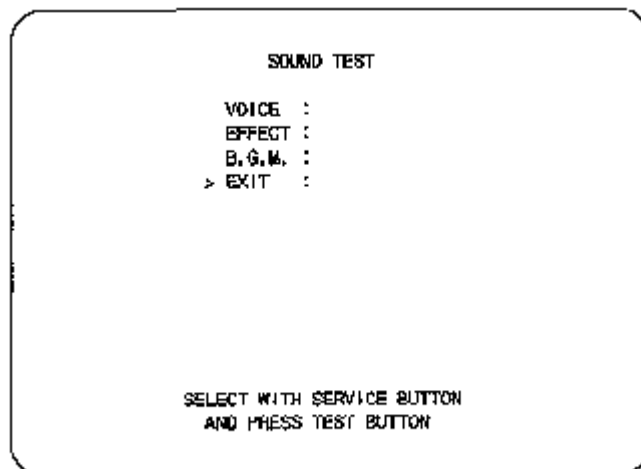 SOUND TEST
VOICE :
EFFECT :
B.G.M. :
> EXIT :
SELECT WITH SERVICE BUTTON
AND PRESS TEST BUTTON